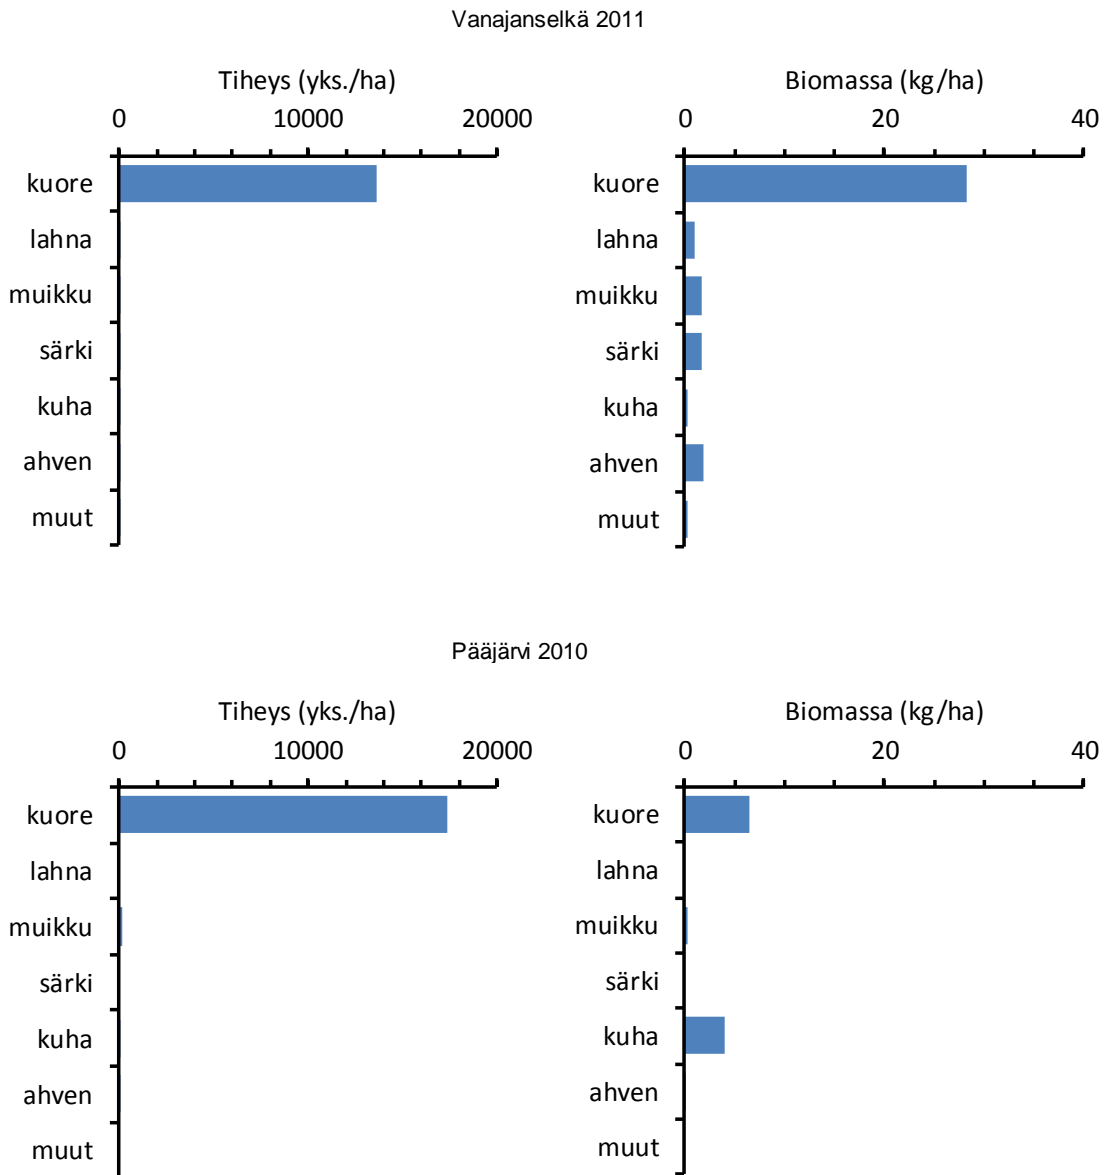 Vanajanselkä 2011
Tiheys (yks./ha)
0 10000 20000
kuore
lahna
muikku
särki
kuha
ahven
muut
Biomassa (kg/ha)
0 20 40
kuore
lahna
muikku
särki
kuha
ahven
muut
Pääjärvi 2010
Tiheys (yks./ha)
0 10000 20000
kuore
lahna
muikku
särki
kuha
ahven
muut
Biomassa (kg/ha)
0 20 40
kuore
lahna
muikku
särki
kuha
ahven
muut